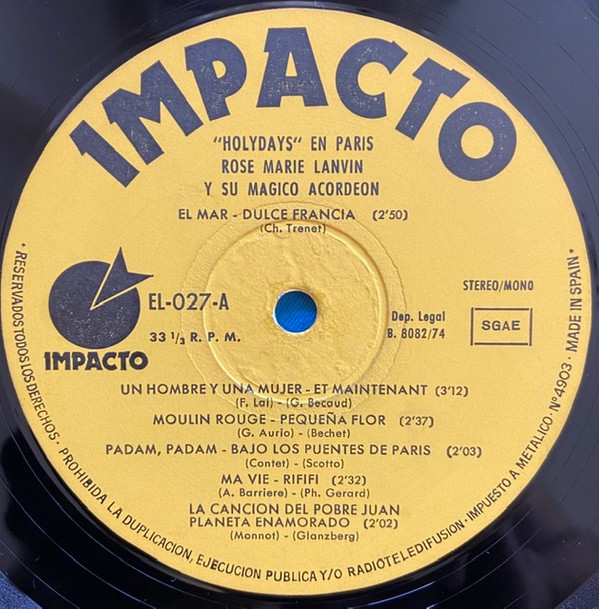 IMPACTO
"HOLYDAYS" EN PARIS
ROSE MARIE LANVIN
Y SU MAGICO ACORDEON
EL MAR - DULCE FRANCIA (2'50)
(Ch. Trenet)
IMPACTO
EL-027-A
33 1/3 R. P. M.
STEREO/MONO
Dep. Legal
B. 8082/74
SGAE
UN HOMBRE Y UNA MUJER - ET MAINTENANT (3'12)
(F. Lai) - (G. Becaud)
MOULIN ROUGE - PEQUEÑA FLOR (2'37)
(G. Aurio) - (Bechet)
PADAM, PADAM - BAJO LOS PUENTES DE PARIS (2'03)
(Contet) - (Scotto)
MA VIE - RIFIFI (2'32)
(A. Barriere) - (Ph. Gerard)
LA CANCION DEL POBRE JUAN
PLANETA ENAMORADO (2'02)
(Monnot) - (Glanzberg)
• RESERVADOS TODOS LOS DERECHOS • PROHIBIDA LA DUPLICACION, EJECUCION PUBLICA Y/O RADIOTELEDIFUSION • IMPUESTO A METALICO • Nº 4903 • MADE IN SPAIN •